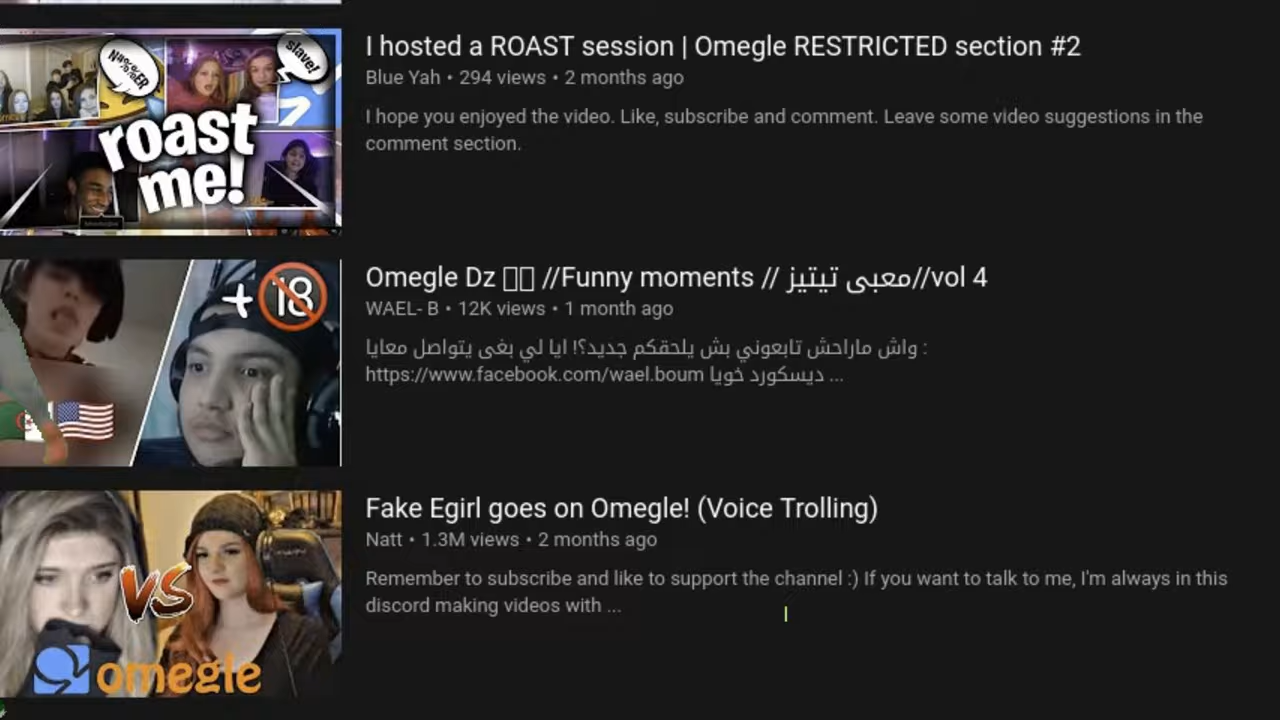 N#%%ER
slave!
roast
me!
I hosted a ROAST session | Omegle RESTRICTED section #2
Blue Yah • 294 views • 2 months ago
I hope you enjoyed the video. Like, subscribe and comment. Leave some video suggestions in the
comment section.
+18
Omegle Dz //Funny moments // معبى تيتيز//vol 4
WAEL- B • 12K views • 1 month ago
واش ماراحش تابعوني بش يلحقكم جديد؟! ايا لي بغى يتواصل معايا :
https://www.facebook.com/wael.boum ديسكورد خويا ...
VS
omegle
Fake Egirl goes on Omegle! (Voice Trolling)
Natt • 1.3M views • 2 months ago
Remember to subscribe and like to support the channel :) If you want to talk to me, I'm always in this
discord making videos with ...